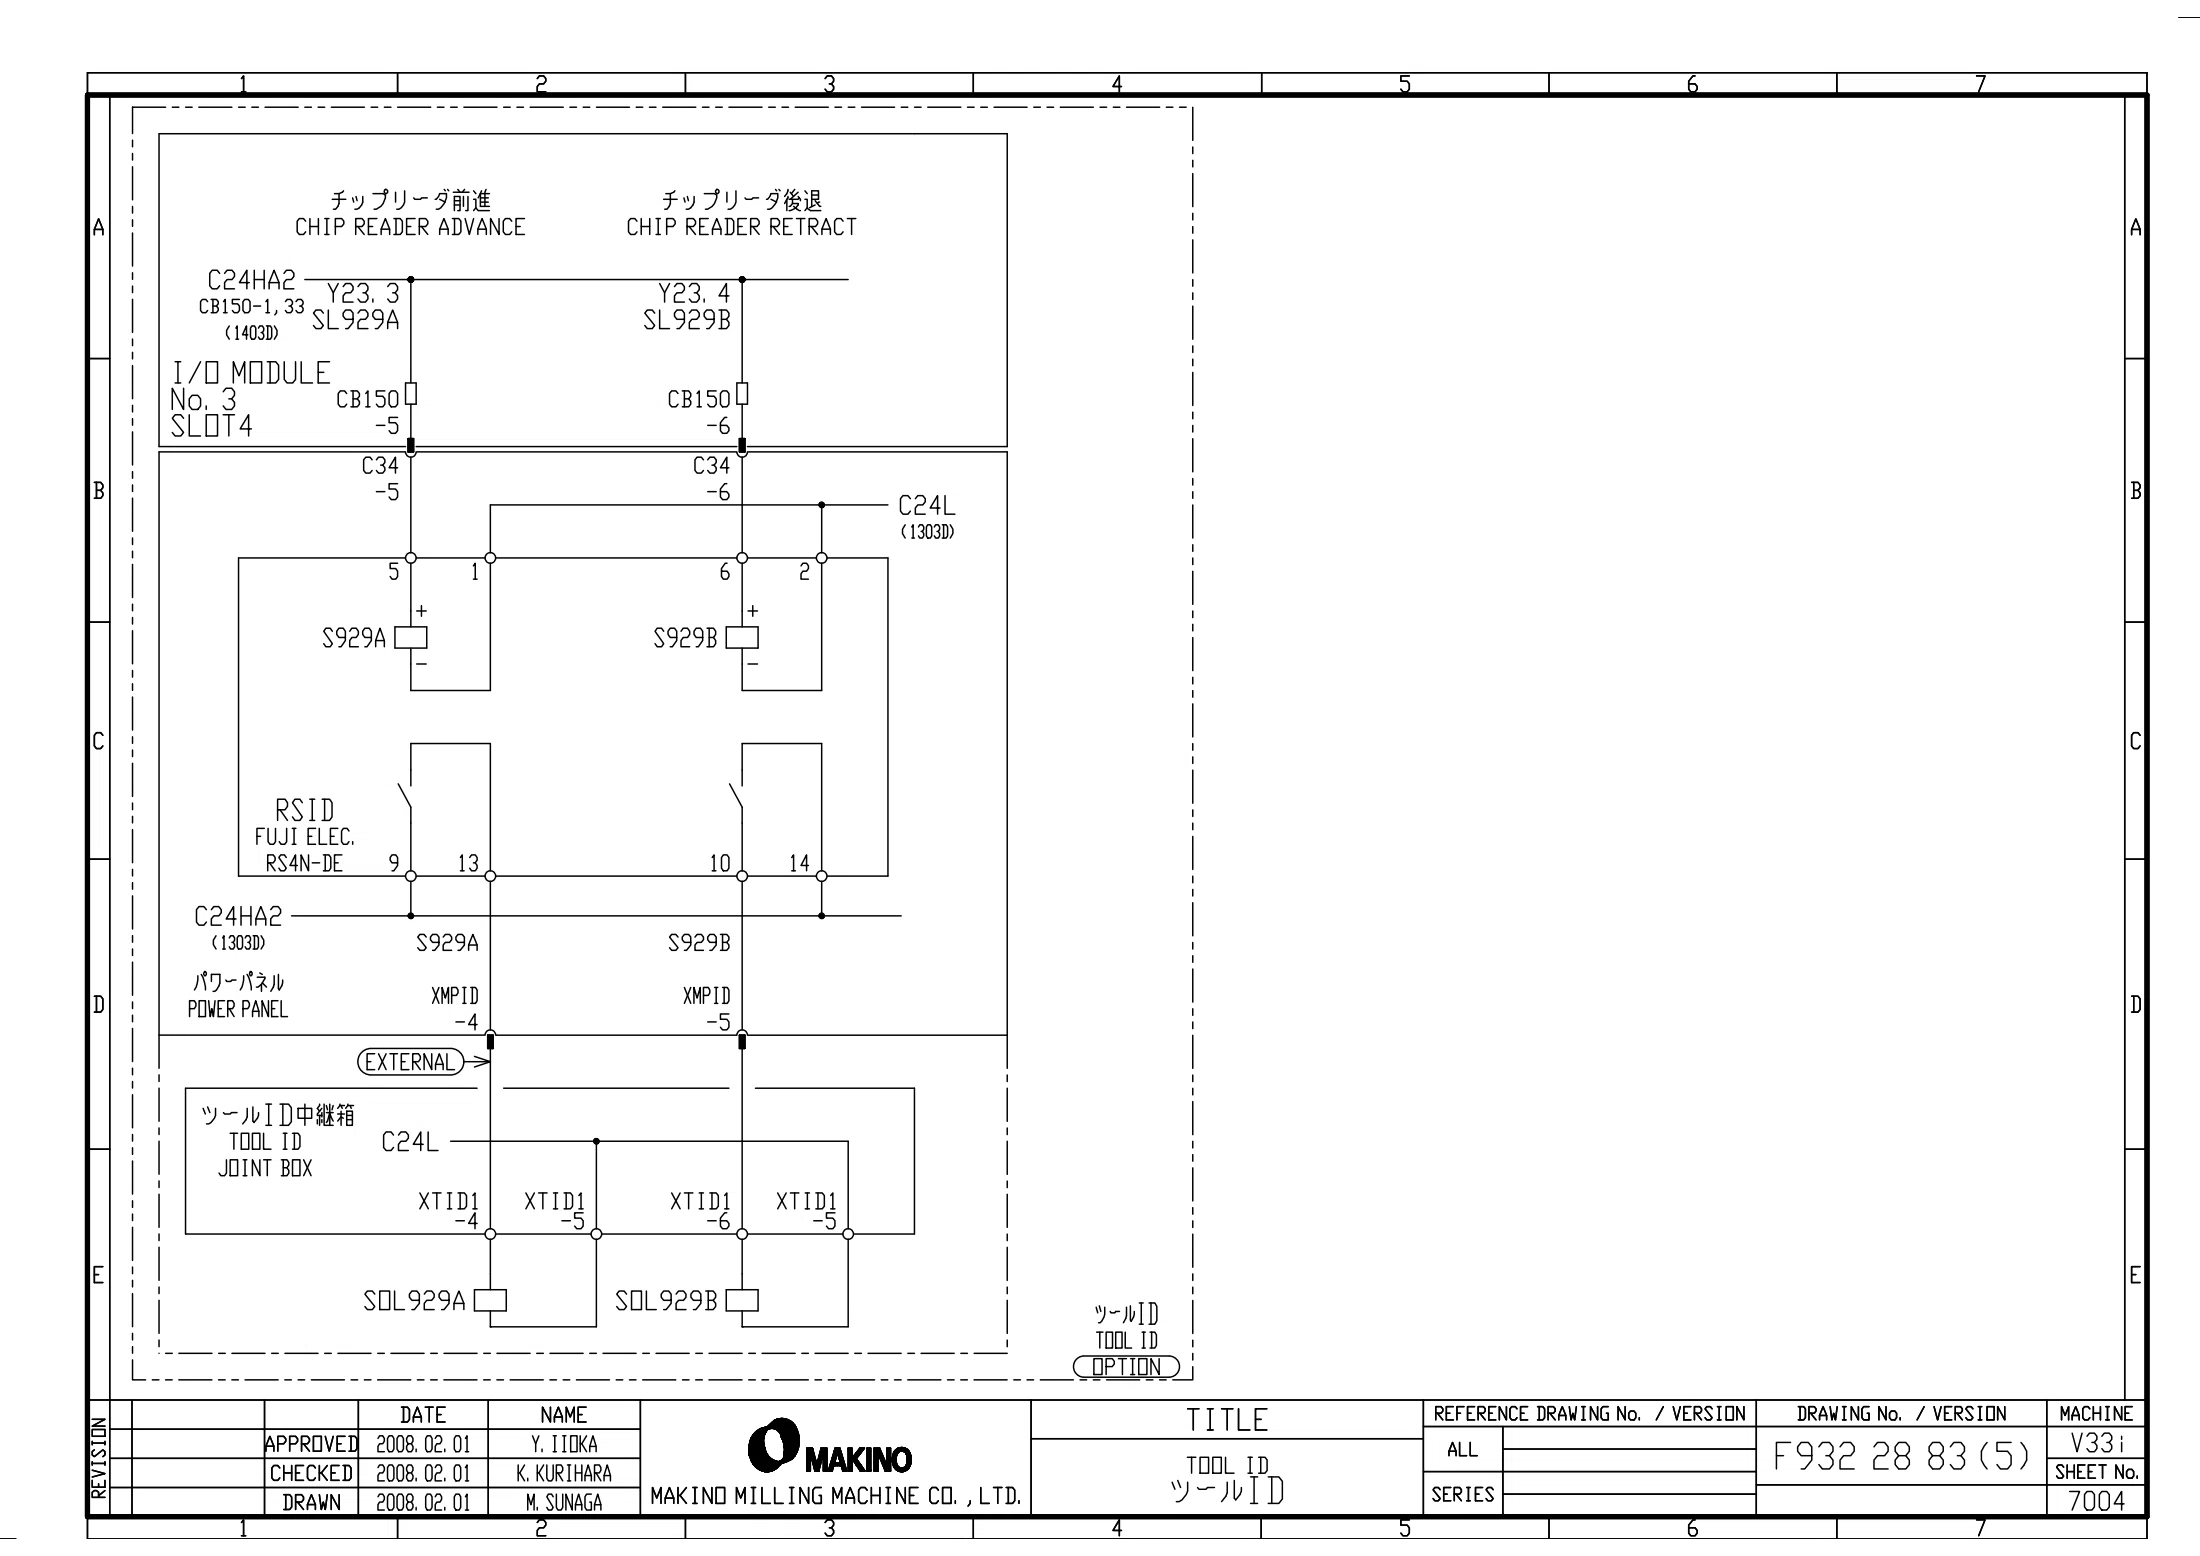 1 2 3 4 5 6 7
A A
チップリーダ前進 チップリーダ後退
CHIP READER ADVANCE CHIP READER RETRACT
C24HA2
CB150-1,33
(1403D)
Y23. 3
SL929A
Y23. 4
SL929B
I/O MODULE
No. 3
SLOT4
CB150
-5
CB150
-6
C34
-5
C34
-6
B B
C24L
(1303D)
5 1 6 2
+ +
S929A S929B
- -
C C
RSID
FUJI ELEC.
RS4N-DE
9 13 10 14
C24HA2
(1303D)
S929A S929B
パワーパネル
POWER PANEL
XMPID
-4
XMPID
-5
D D
EXTERNAL
ツールID中継箱
TOOL ID
JOINT BOX
C24L
XTID1
-4
XTID1
-5
XTID1
-6
XTID1
-5
E E
SOL929A SOL929B
ツールID
TOOL ID
OPTION
REVISION
DATE NAME
APPROVED 2008. 02. 01 Y. IIOKA
CHECKED 2008. 02. 01 K. KURIHARA
DRAWN 2008. 02. 01 M. SUNAGA
MAKINO
MAKINO MILLING MACHINE CO. , LTD.
TITLE
TOOL ID
ツールID
REFERENCE DRAWING No. / VERSION
ALL
SERIES
DRAWING No. / VERSION
F932 28 83 (5)
MACHINE
V33i
SHEET No.
7004
1 2 3 4 5 6 7